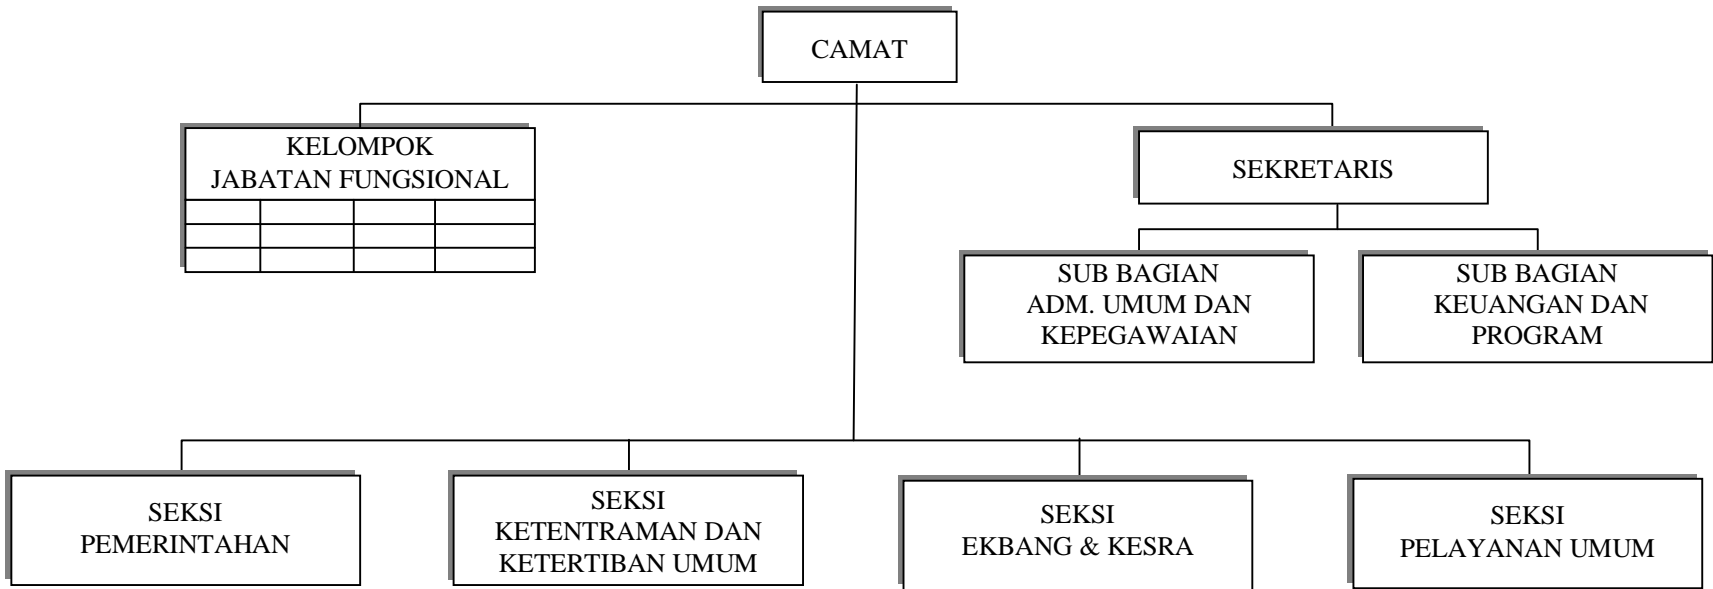 CAMAT
KELOMPOK
JABATAN FUNGSIONAL
SEKRETARIS
SUB BAGIAN
ADM. UMUM DAN
KEPEGAWAIAN
SUB BAGIAN
KEUANGAN DAN
PROGRAM
SEKSI
PEMERINTAHAN
SEKSI
KETENTRAMAN DAN
KETERTIBAN UMUM
SEKSI
EKBANG & KESRA
SEKSI
PELAYANAN UMUM